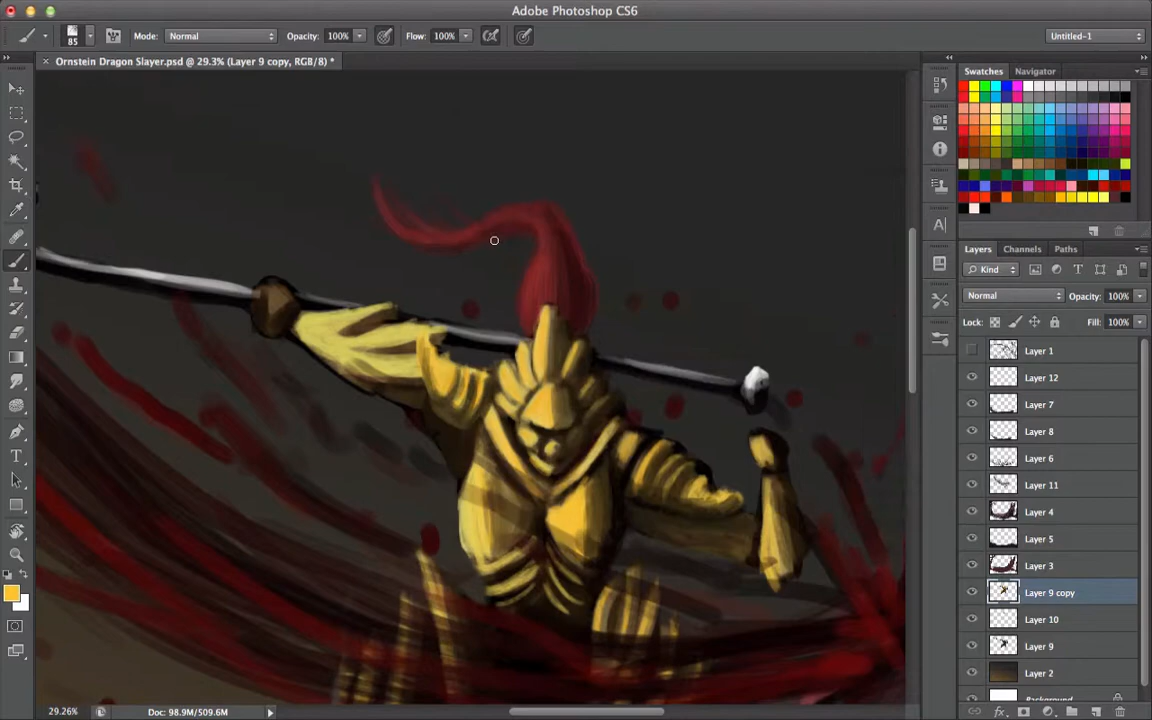 Adobe Photoshop CS6
85
Mode: Normal
Opacity: 100%
Flow: 100%
Untitled-1
× Ornstein Dragon Slayer.psd @ 29.3% (Layer 9 copy, RGB/8) *
Swatches Navigator
Layers Channels Paths
Kind
Normal
Opacity: 100%
Lock:
Fill: 100%
Layer 1
Layer 12
Layer 7
Layer 8
Layer 6
Layer 11
Layer 4
Layer 5
Layer 3
Layer 9 copy
Layer 10
Layer 9
Layer 2
Background
fx
29.26%
Doc: 98.9M/509.6M